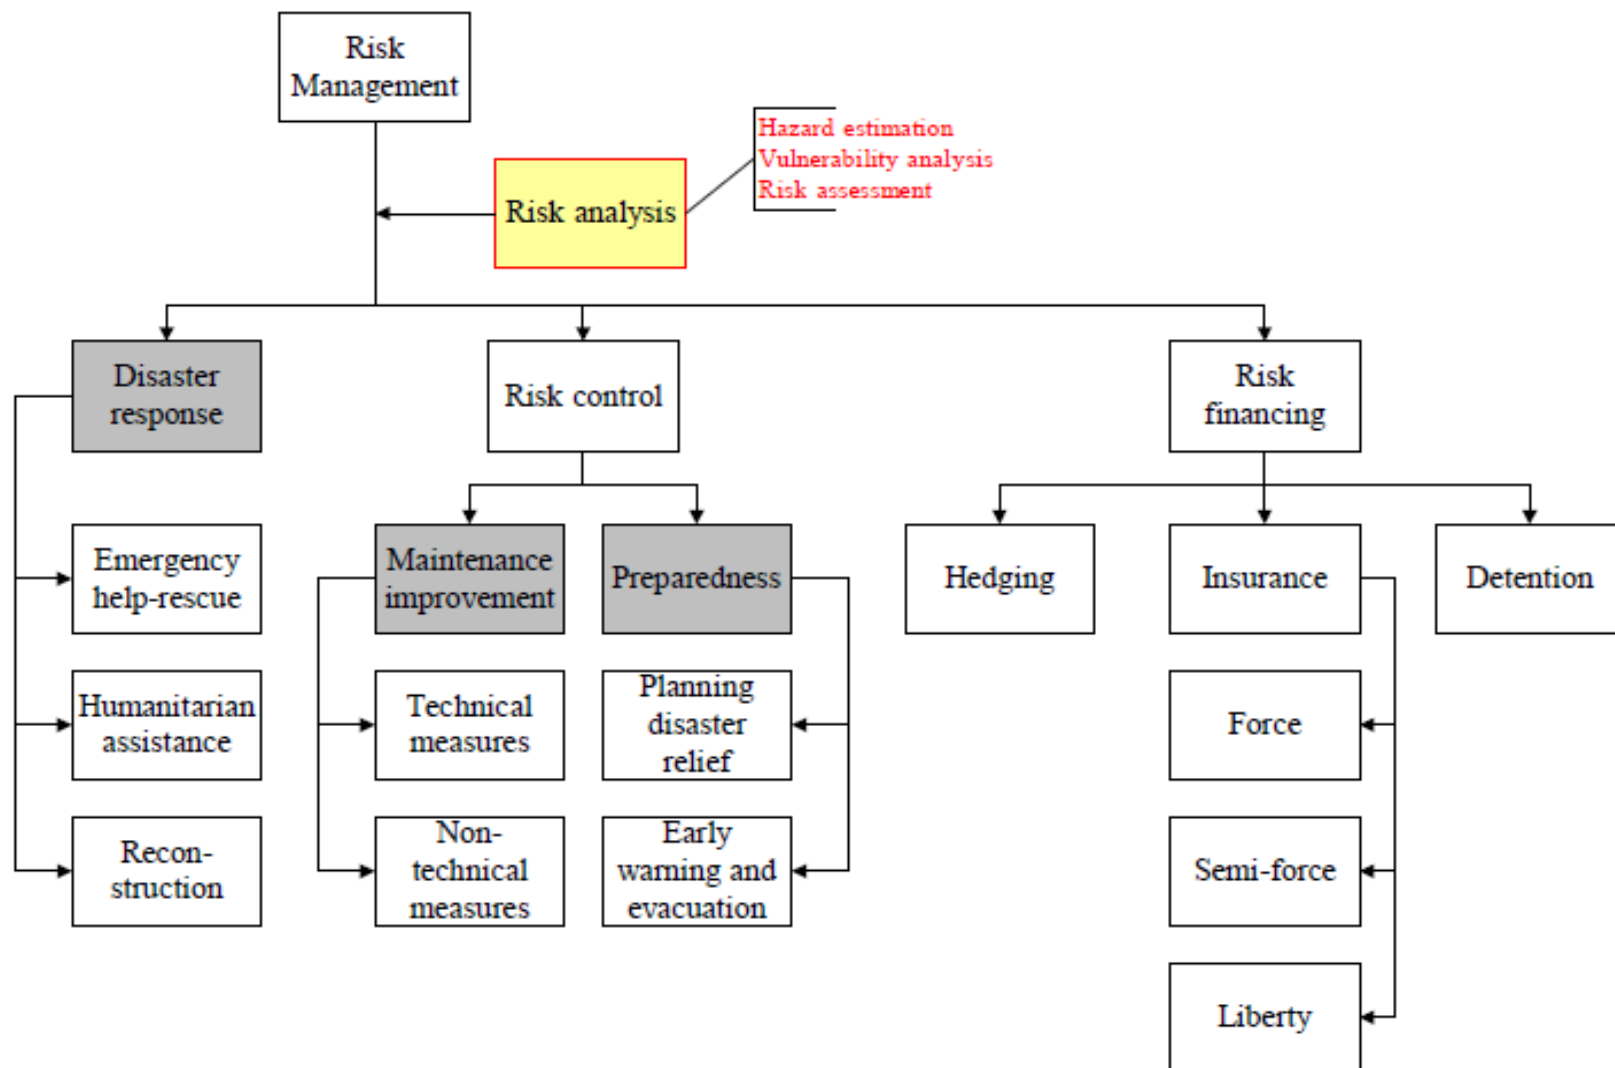 Risk
Management
Hazard estimation
Vulnerability analysis
Risk assessment
Risk analysis
Disaster
response
Risk control
Risk
financing
Emergency
help-rescue
Maintenance
improvement
Preparedness
Hedging
Insurance
Detention
Humanitarian
assistance
Technical
measures
Planning
disaster
relief
Force
Recon-
struction
Non-
technical
measures
Early
warning and
evacuation
Semi-force
Liberty